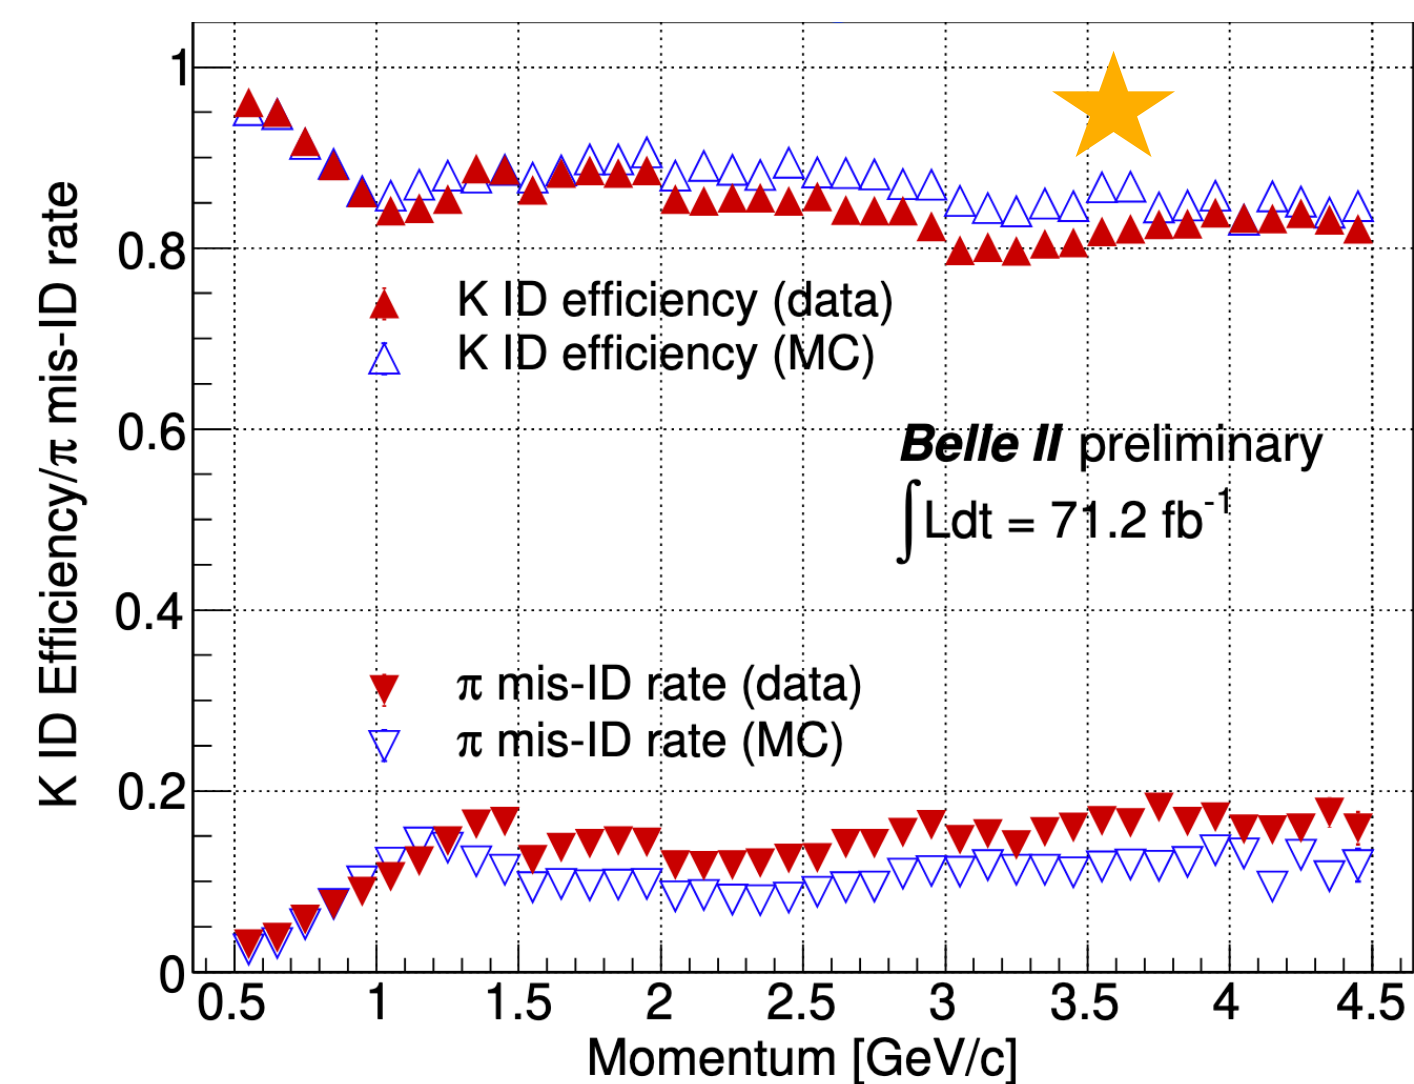 K ID Efficiency/π mis-ID rate
1
0.8
K ID efficiency (data)
K ID efficiency (MC)
0.6
Belle II preliminary
∫Ldt = 71.2 fb⁻¹
0.4
π mis-ID rate (data)
π mis-ID rate (MC)
0.2
0
0.5 1 1.5 2 2.5 3 3.5 4 4.5
Momentum [GeV/c]